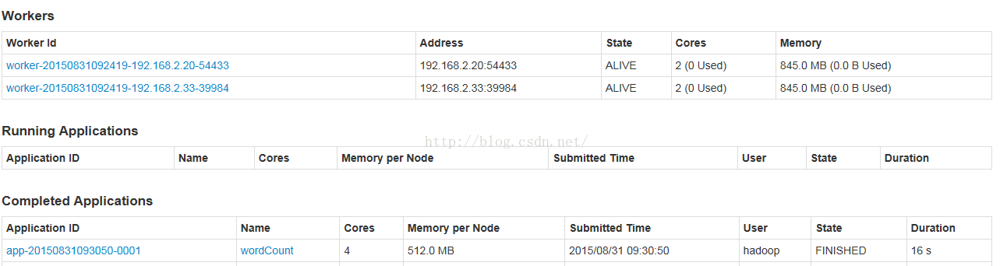 Workers
Worker Id Address State Cores Memory
worker-20150831092419-192.168.2.20-54433 192.168.2.20:54433 ALIVE 2 (0 Used) 845.0 MB (0.0 B Used)
worker-20150831092419-192.168.2.33-39984 192.168.2.33:39984 ALIVE 2 (0 Used) 845.0 MB (0.0 B Used)
Running Applications
http://blog.csdn.net/
Application ID Name Cores Memory per Node Submitted Time User State Duration
Completed Applications
Application ID Name Cores Memory per Node Submitted Time User State Duration
app-20150831093050-0001 wordCount 4 512.0 MB 2015/08/31 09:30:50 hadoop FINISHED 16 s